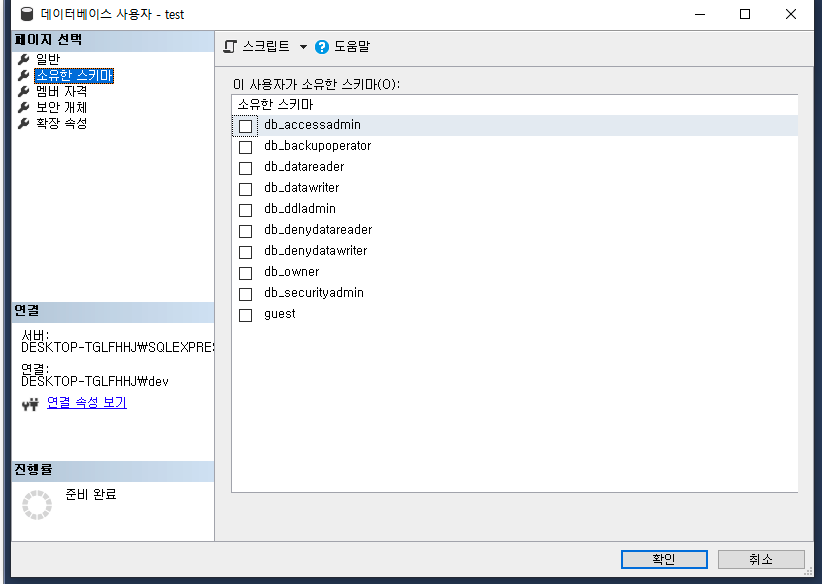 데이터베이스 사용자 - test
페이지 선택
일반
소유한 스키마
멤버 자격
보안 개체
확장 속성
연결
서버:
DESKTOP-TGLFHHJ₩SQLEXPRES
연결:
DESKTOP-TGLFHHJ₩dev
연결 속성 보기
진행률
준비 완료
스크립트
도움말
이 사용자가 소유한 스키마(O):
소유한 스키마
db_accessadmin
db_backupoperator
db_datareader
db_datawriter
db_ddladmin
db_denydatareader
db_denydatawriter
db_owner
db_securityadmin
guest
확인
취소